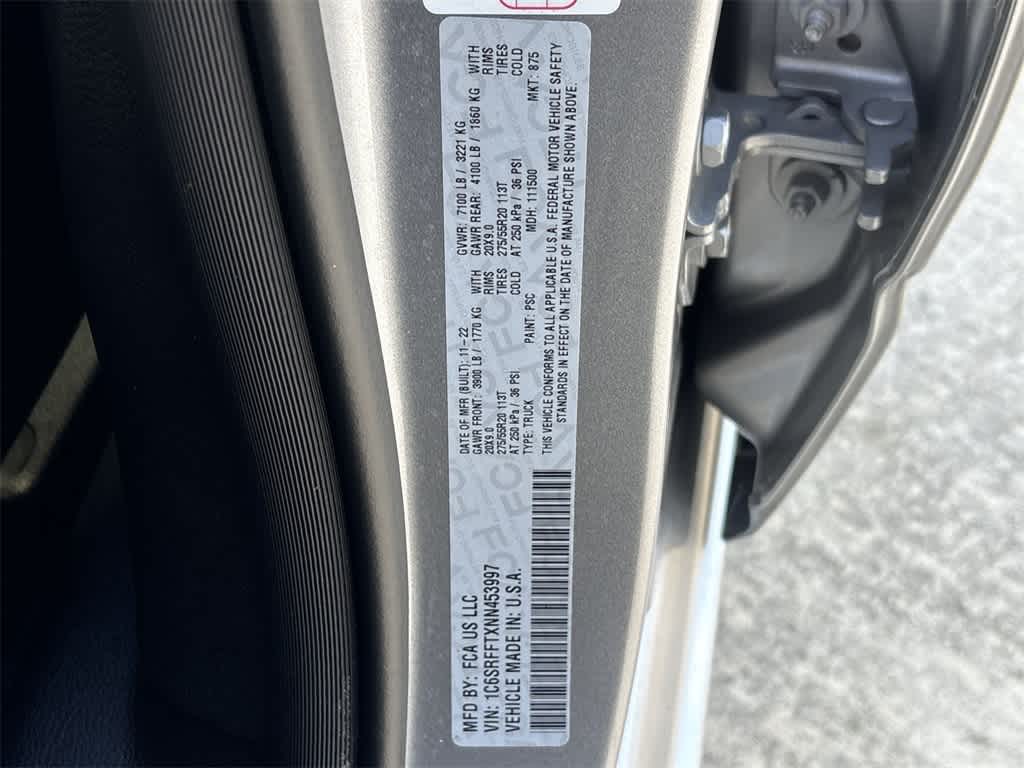 MFD BY: FCA US LLC
VIN: 1C6SRFFTXNN453997
VEHICLE MADE IN: U.S.A.
DATE OF MFR (BUILT): 11-22 GVWR: 7100 LB / 3221 KG
GAWR FRONT: 3900 LB / 1770 KG WITH GAWR REAR: 4100 LB / 1860 KG WITH
20X9.0 RIMS 20X9.0 RIMS
275/55R20 113T TIRES 275/55R20 113T TIRES
AT 250 kPa / 36 PSI COLD AT 250 kPa / 36 PSI COLD
TYPE: TRUCK PAINT: PSC MDH: 111500 MKT: 875
THIS VEHICLE CONFORMS TO ALL APPLICABLE U.S.A. FEDERAL MOTOR VEHICLE SAFETY
STANDARDS IN EFFECT ON THE DATE OF MANUFACTURE SHOWN ABOVE.